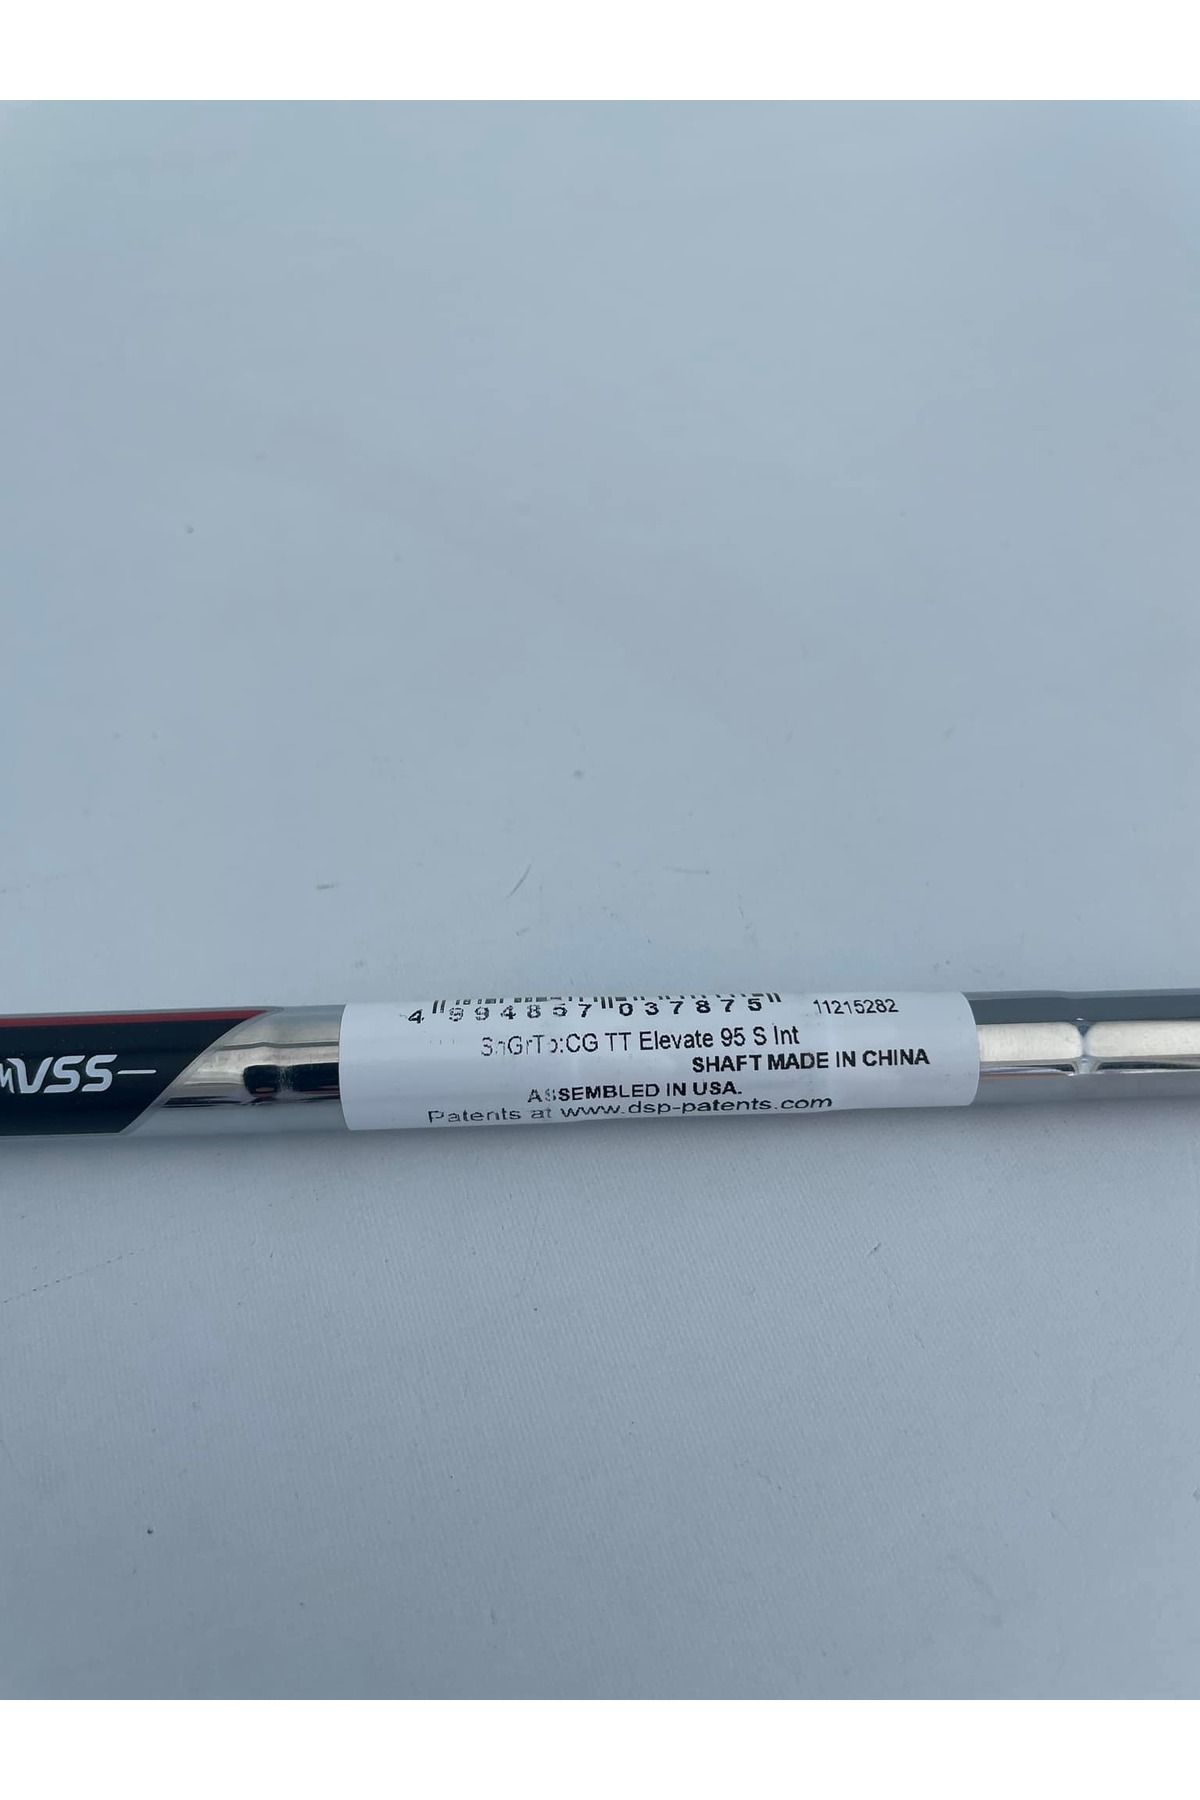 4 994857 037875 11215282
SnGrTp:CG TT Elevate 95 S Int
SHAFT MADE IN CHINA
VSS
ASSEMBLED IN USA.
Patents at www.dsp-patents.com